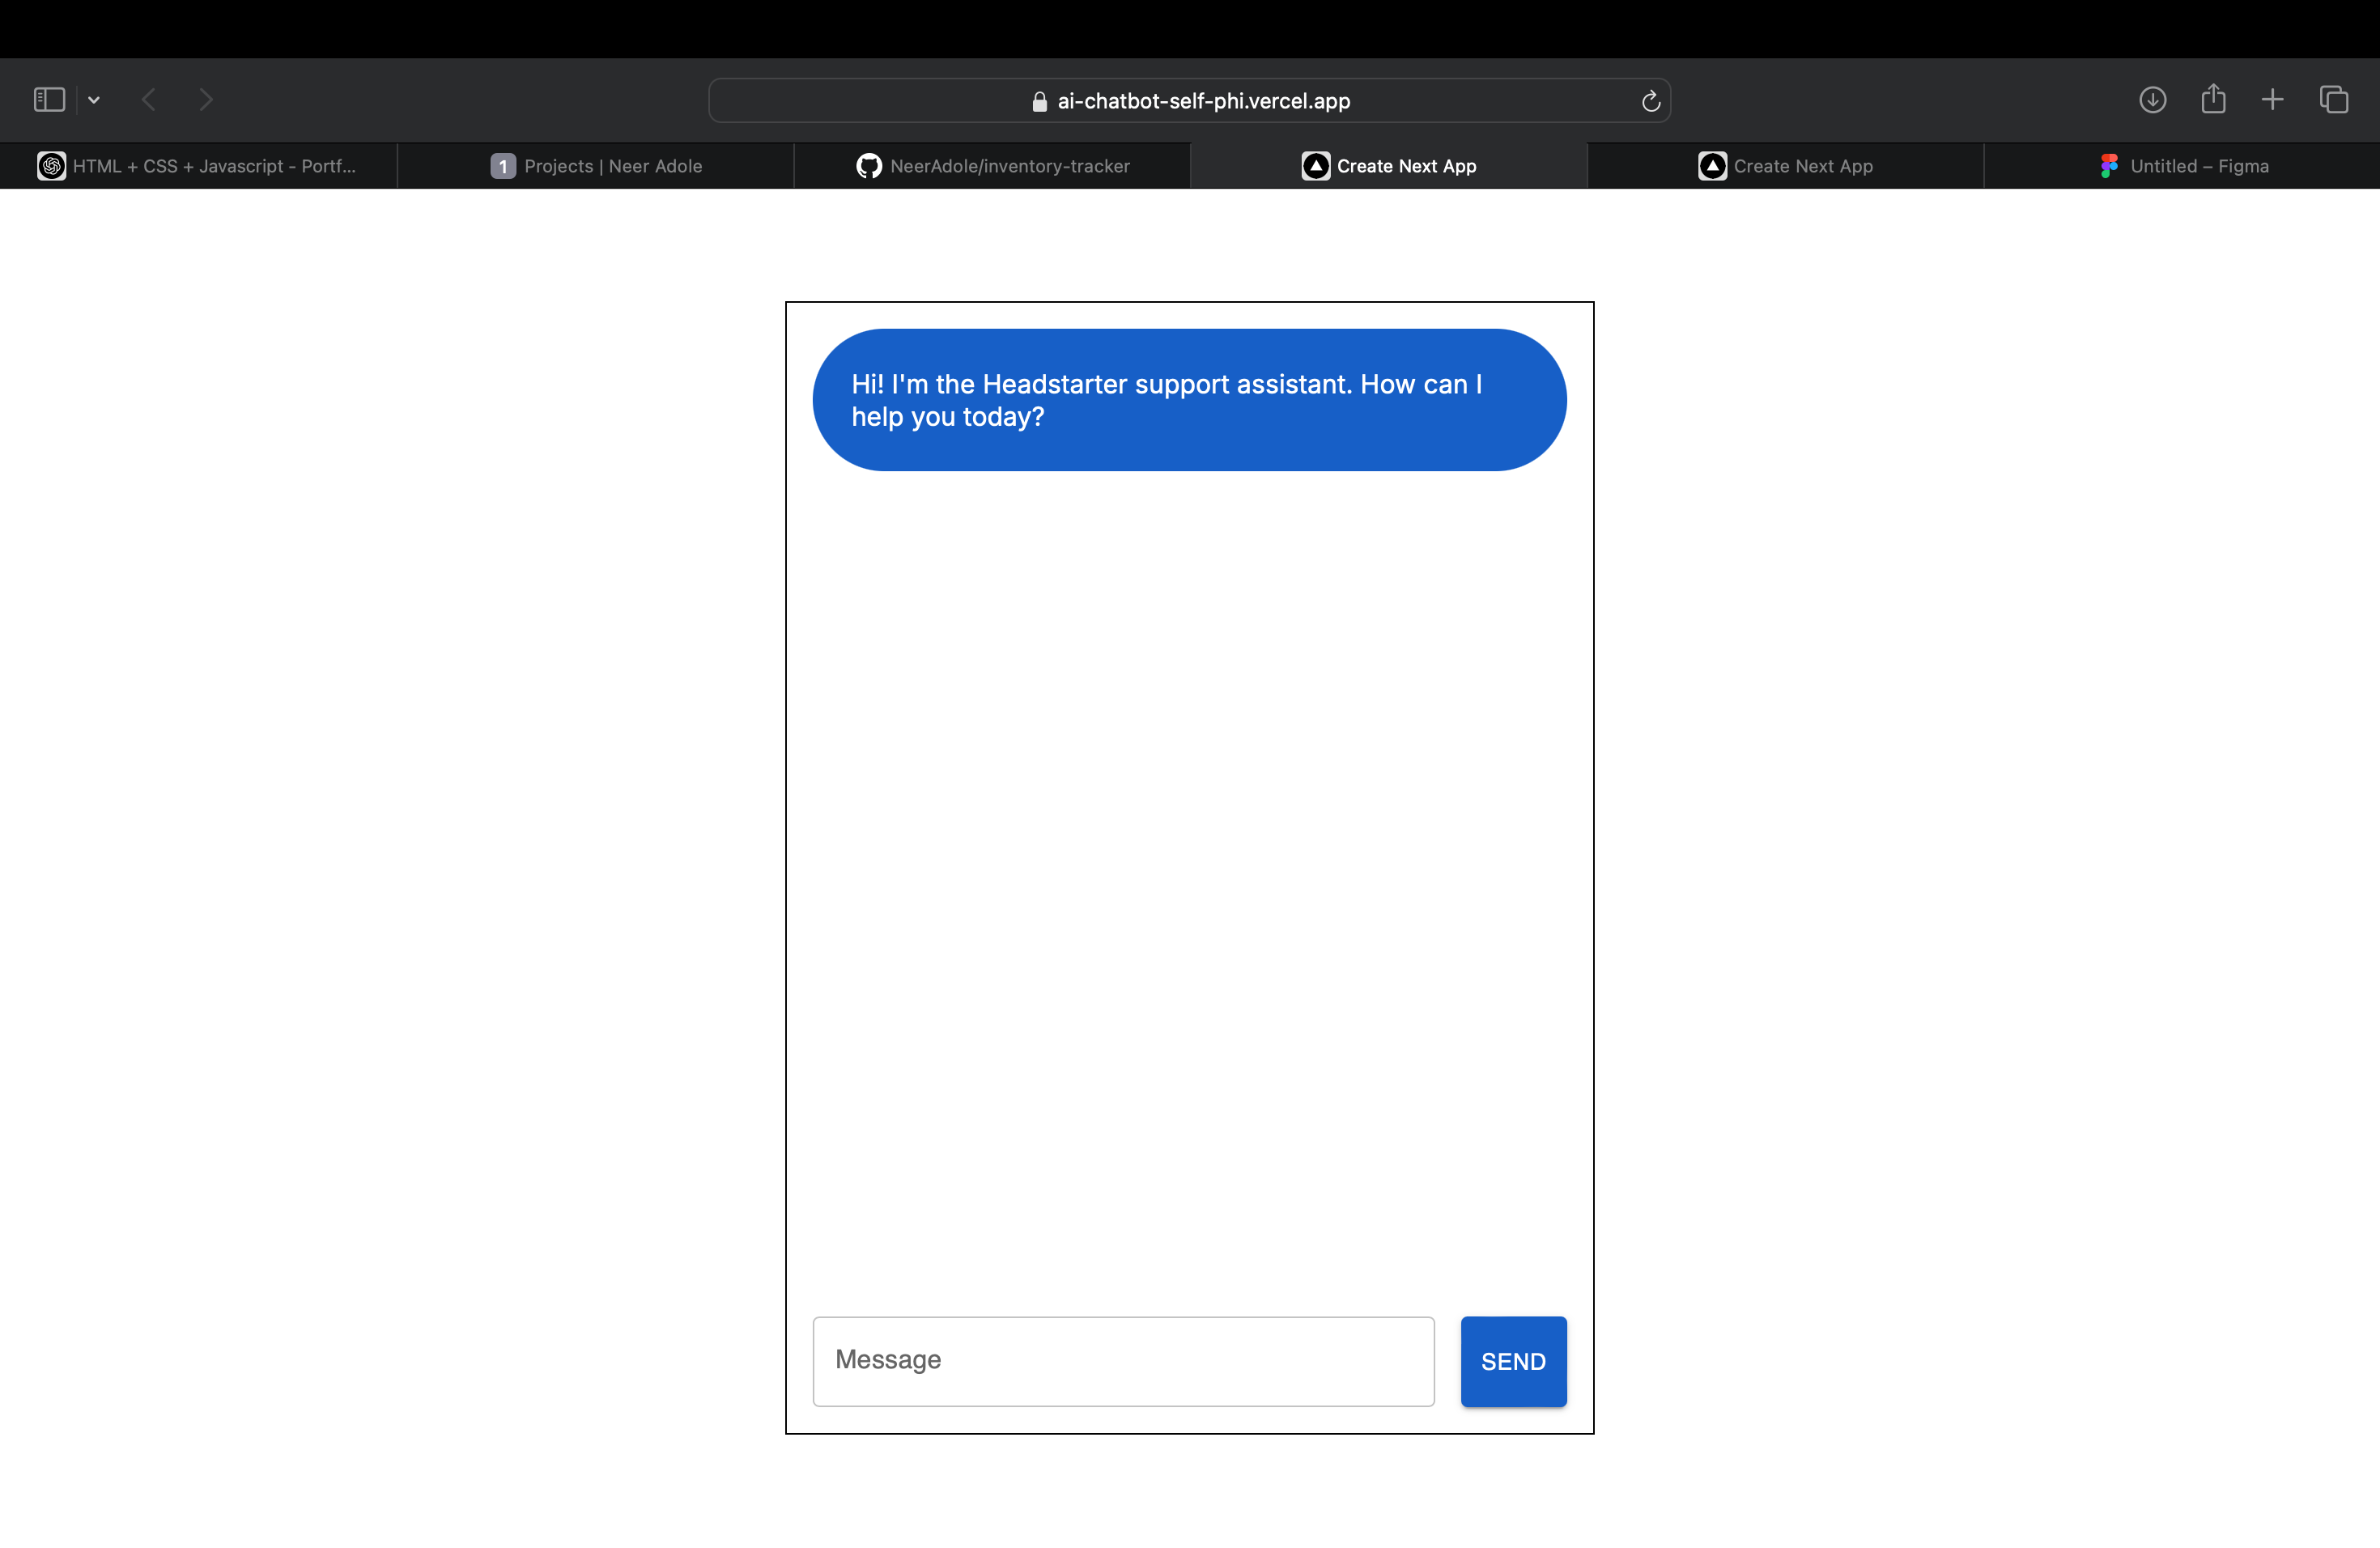 ai-chatbot-self-phi.vercel.app
HTML + CSS + Javascript - Portf...
1 Projects | Neer Adole
NeerAdole/inventory-tracker
Create Next App
Create Next App
Untitled – Figma
Hi! I'm the Headstarter support assistant. How can I
help you today?
Message
SEND